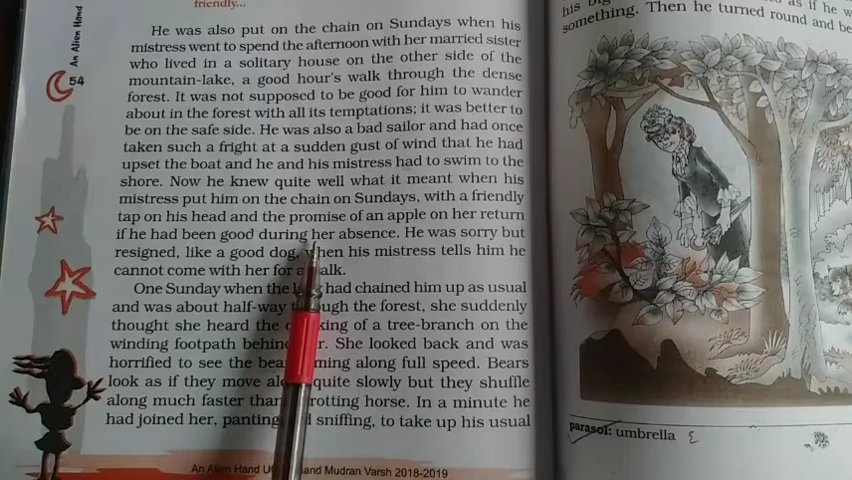 friendly...
He was also put on the chain on Sundays when his
mistress went to spend the afternoon with her married sister
who lived in a solitary house on the other side of the
mountain-lake, a good hour's walk through the dense
forest. It was not supposed to be good for him to wander
about in the forest with all its temptations; it was better to
be on the safe side. He was also a bad sailor and had once
taken such a fright at a sudden gust of wind that he had
upset the boat and he and his mistress had to swim to the
shore. Now he knew quite well what it meant when his
mistress put him on the chain on Sundays, with a friendly
tap on his head and the promise of an apple on her return
if he had been good during her absence. He was sorry but
resigned, like a good dog, when his mistress tells him he
cannot come with her for a walk.
One Sunday when the had chained him up as usual
and was about half-way through the forest, she suddenly
thought she heard the of a tree-branch on the
winding footpath behind She looked back and was
horrified to see the bear coming along full speed. Bears
look as if they move along quite slowly but they shuffle
along much faster than trotting horse. In a minute he
had joined her, panting and sniffing, to take up his usual
An Alien Hand
54
An Alien Hand Mudran Varsh 2018-2019
his as if he w
something. Then he turned round and be
parasol: umbrella